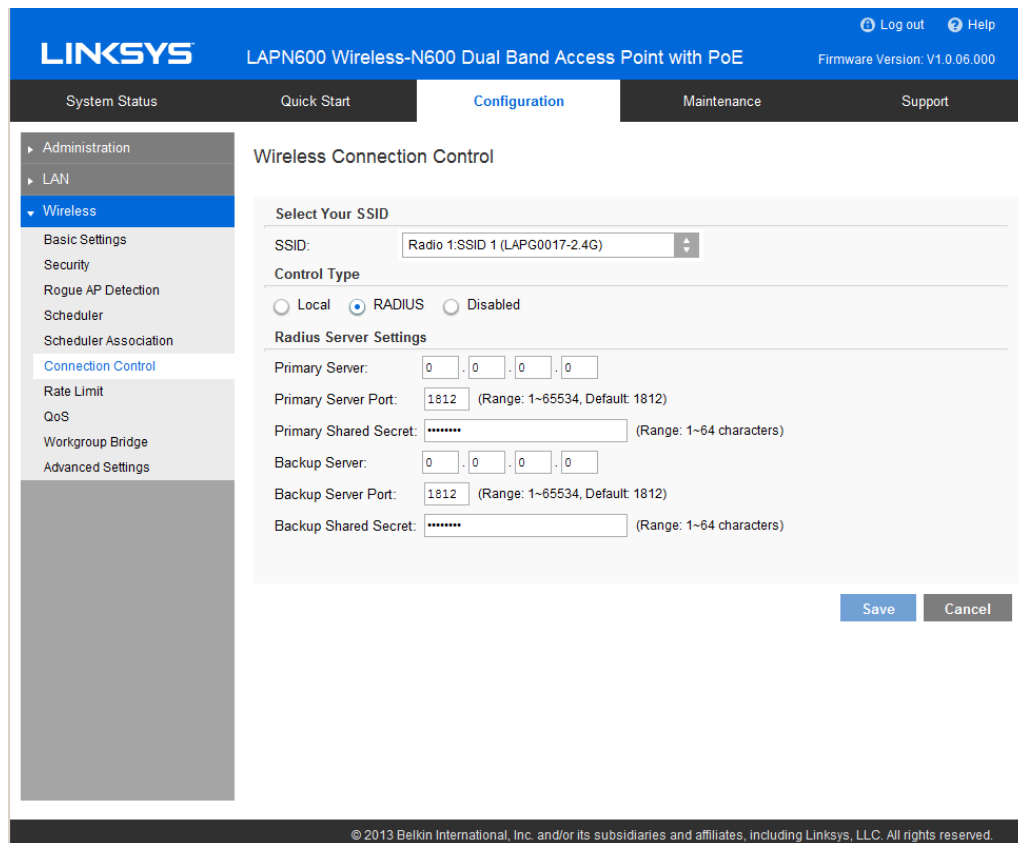 Log out Help
LINKSYS LAPN600 Wireless-N600 Dual Band Access Point with PoE Firmware Version: V1.0.06.000
System Status Quick Start Configuration Maintenance Support
Administration
LAN
Wireless
Basic Settings
Security
Rogue AP Detection
Scheduler
Scheduler Association
Connection Control
Rate Limit
QoS
Workgroup Bridge
Advanced Settings
Wireless Connection Control
Select Your SSID
SSID: Radio 1:SSID 1 (LAPG0017-2.4G)
Control Type
Local RADIUS Disabled
Radius Server Settings
Primary Server: 0 . 0 . 0 . 0
Primary Server Port: 1812 (Range: 1~65534, Default: 1812)
Primary Shared Secret: •••••••• (Range: 1~64 characters)
Backup Server: 0 . 0 . 0 . 0
Backup Server Port: 1812 (Range: 1~65534, Default: 1812)
Backup Shared Secret: •••••••• (Range: 1~64 characters)
Save Cancel
© 2013 Belkin International, Inc. and/or its subsidiaries and affiliates, including Linksys, LLC. All rights reserved.